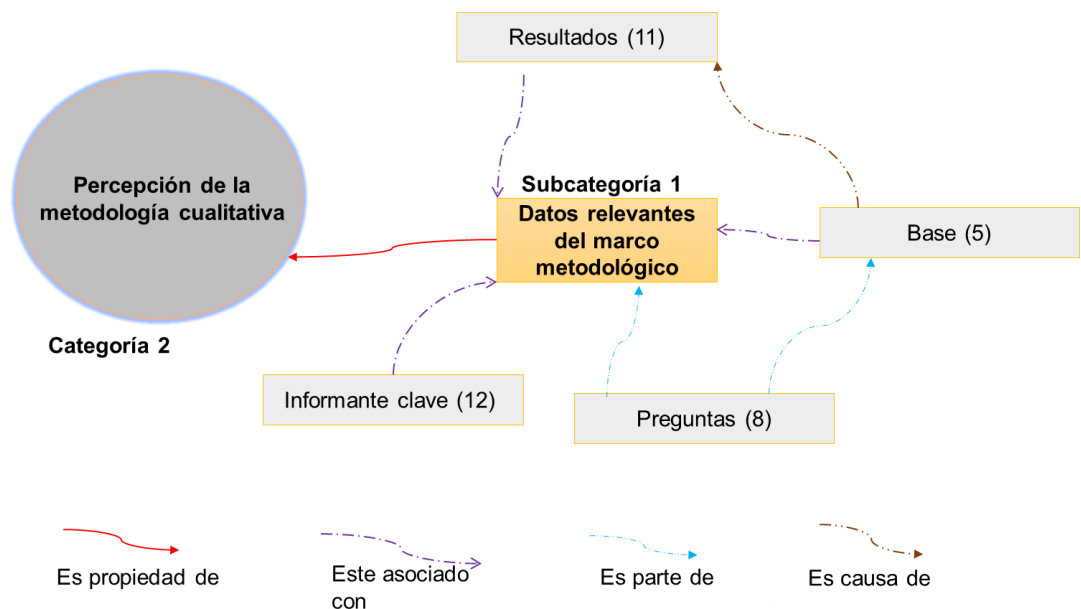 Resultados (11)
Percepción de la
metodología cualitativa
Subcategoría 1
Datos relevantes
del marco
metodológico
Base (5)
Categoría 2
Informante clave (12)
Preguntas (8)
Es propiedad de
Este asociado
con
Es parte de
Es causa de